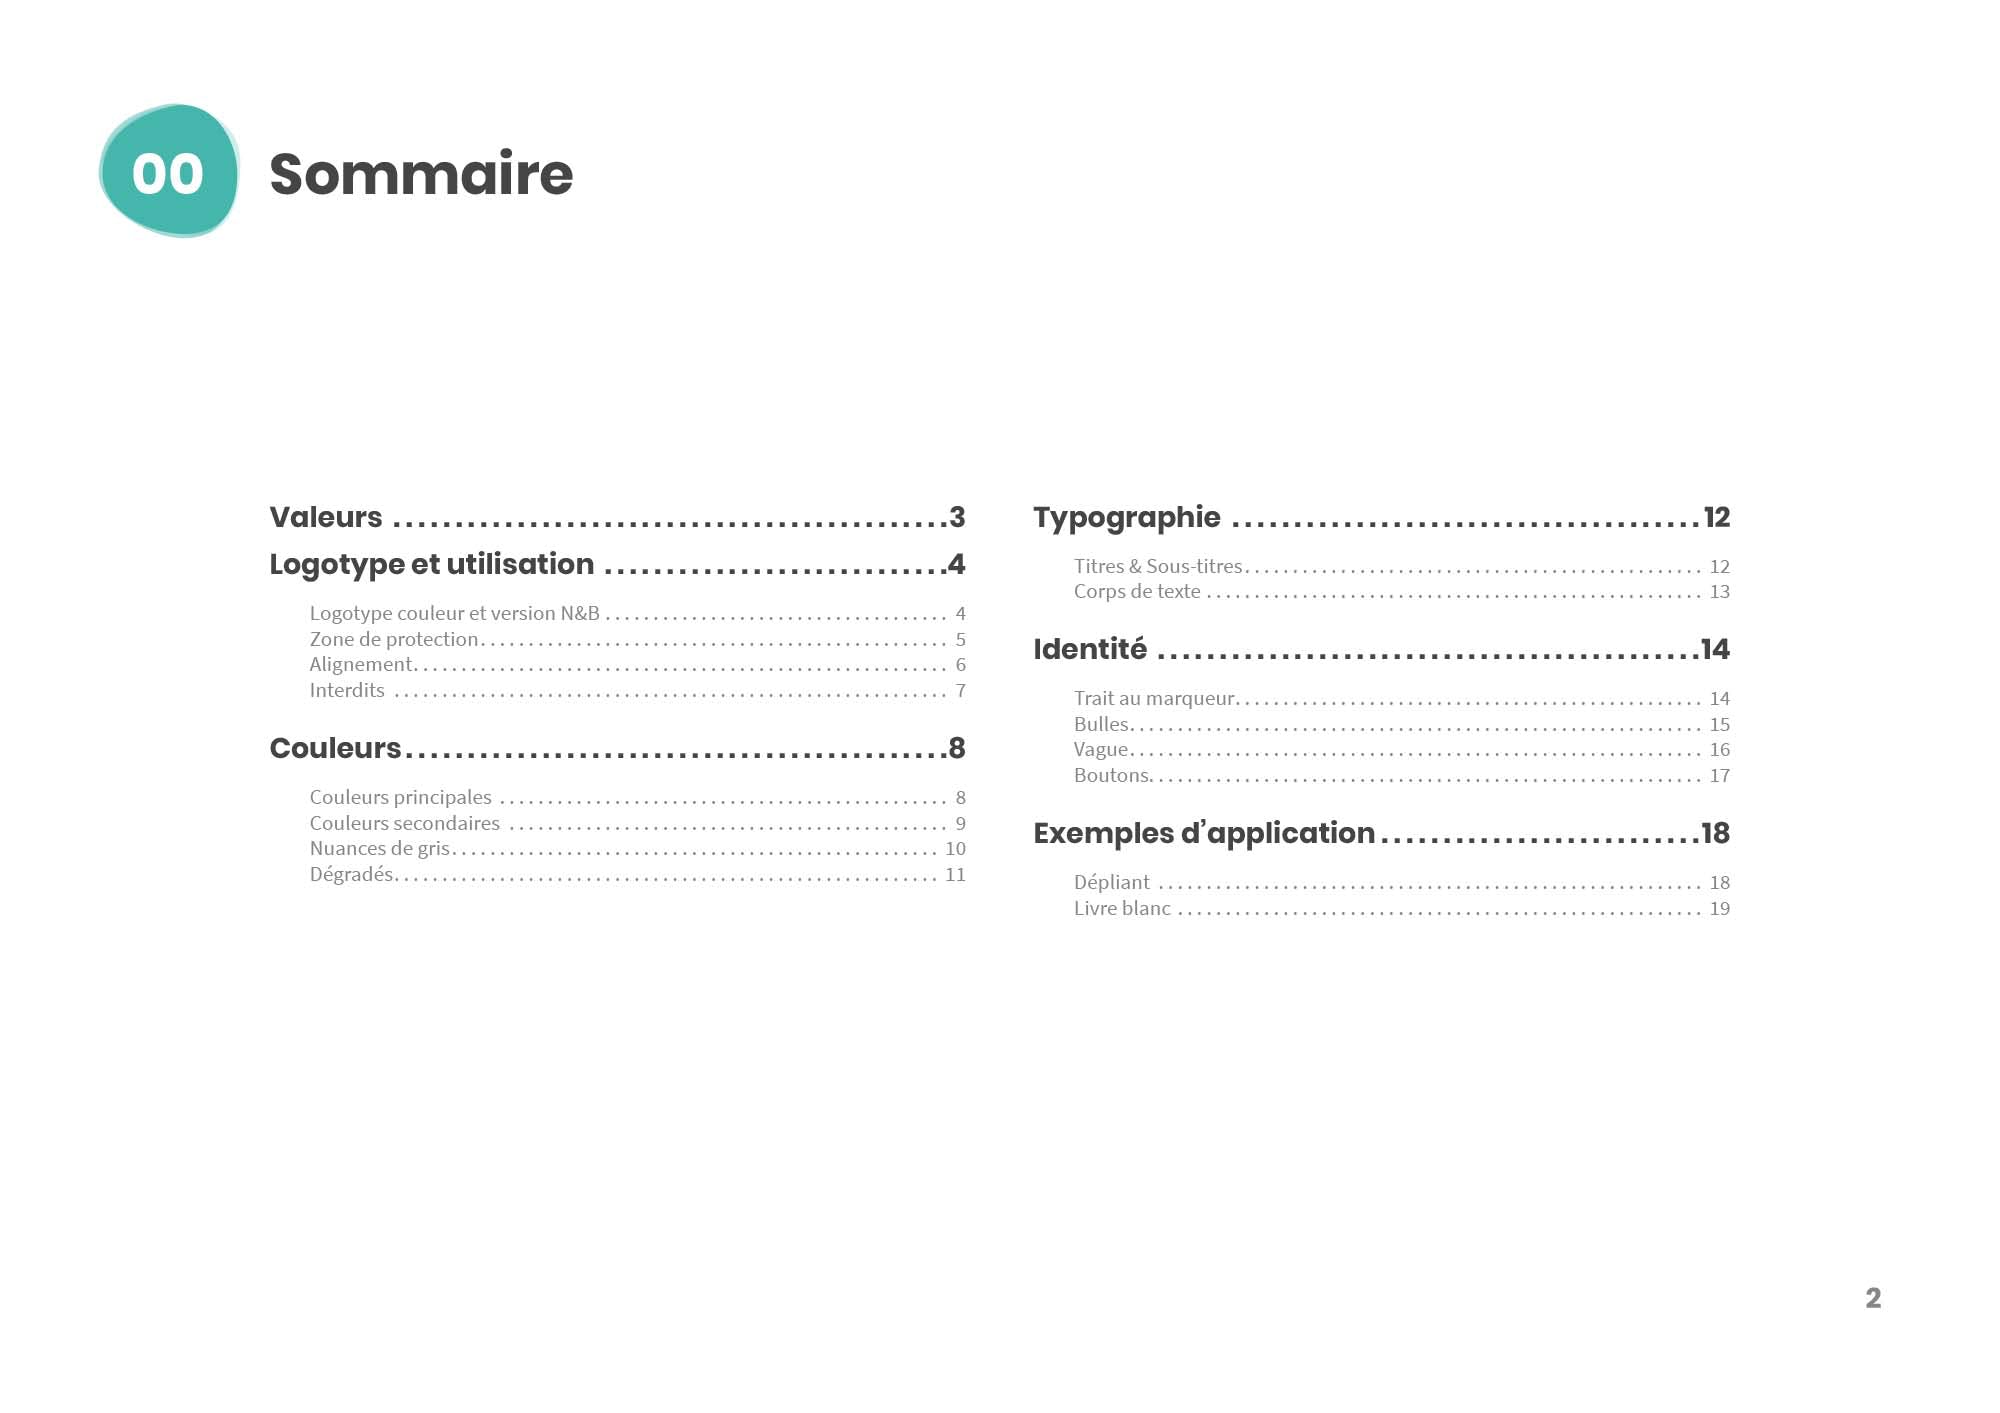 00 Sommaire
Valeurs ............................................. 3
Logotype et utilisation ............................ 4
Logotype couleur et version N&B .................................... 4
Zone de protection................................................. 5
Alignement........................................................ 6
Interdits .......................................................... 7
Couleurs............................................ 8
Couleurs principales ............................................... 8
Couleurs secondaires .............................................. 9
Nuances de gris................................................... 10
Dégradés......................................................... 11
Typographie ...................................... 12
Titres & Sous-titres................................................ 12
Corps de texte .................................................... 13
Identité ............................................ 14
Trait au marqueur................................................. 14
Bulles............................................................ 15
Vague............................................................ 16
Boutons.......................................................... 17
Exemples d’application.......................... 18
Dépliant ......................................................... 18
Livre blanc ....................................................... 19
2